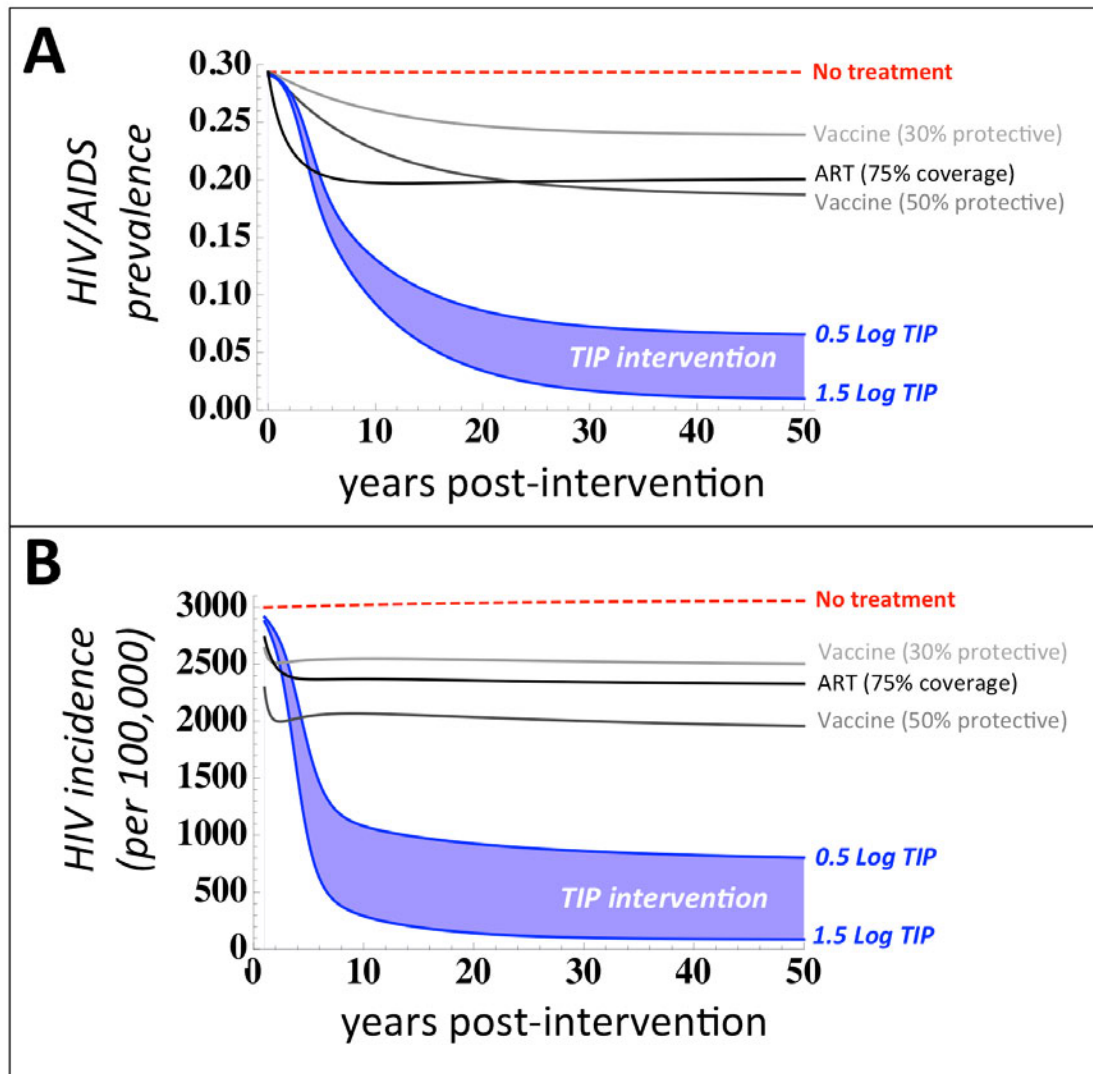 A
HIV/AIDS
prevalence
0.30
0.25
0.20
0.15
0.10
0.05
0.00
No treatment
Vaccine (30% protective)
ART (75% coverage)
Vaccine (50% protective)
0.5 Log TIP
TIP intervention
1.5 Log TIP
0 10 20 30 40 50
years post-intervention
B
HIV incidence
(per 100,000)
3000
2500
2000
1500
1000
500
0
No treatment
Vaccine (30% protective)
ART (75% coverage)
Vaccine (50% protective)
0.5 Log TIP
TIP intervention
1.5 Log TIP
0 10 20 30 40 50
years post-intervention